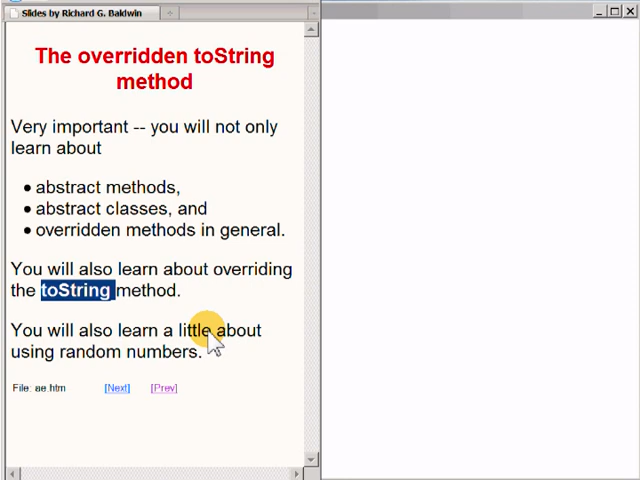 Slides by Richard G. Baldwin
The overridden toString
method
Very important -- you will not only
learn about
• abstract methods,
• abstract classes, and
• overridden methods in general.
You will also learn about overriding
the toString method.
You will also learn a little about
using random numbers.
File: ae.htm [Next] [Prev]